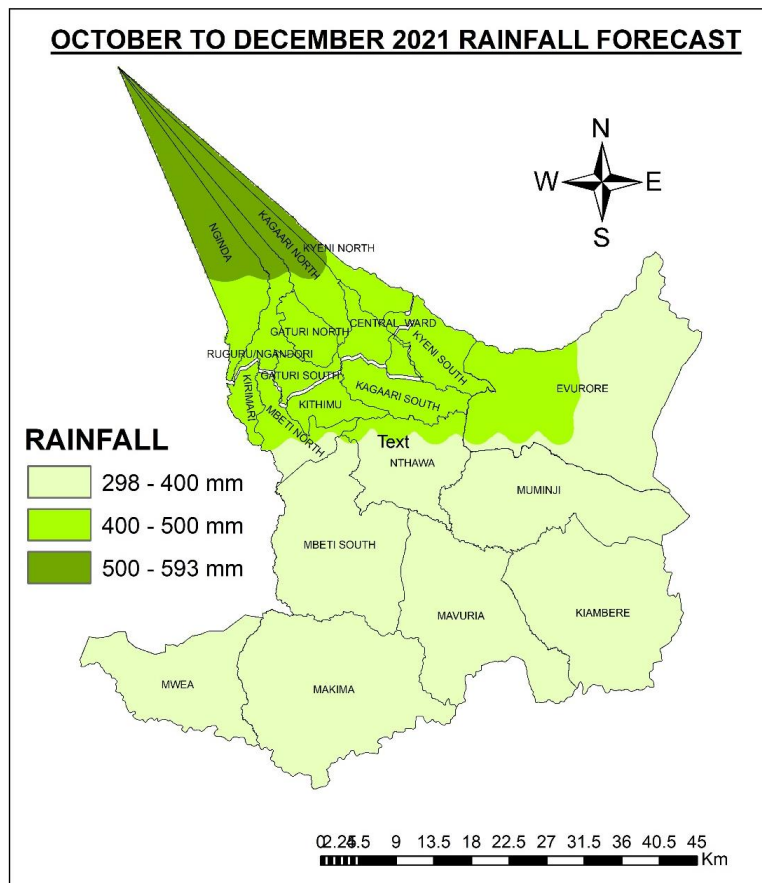 OCTOBER TO DECEMBER 2021 RAINFALL FORECAST
N
W E
S
NGINDA
KAGAARI NORTH
KYENI NORTH
GATURI NORTH
CENTRAL WARD
KYENI SOUTH
RUGURU/NGANDORI
GATURI SOUTH
KIRIMARI
MBETI NORTH
KITHIMU
KAGAARI SOUTH
EVURORE
Text
NTHAWA
MUMINJI
MBETI SOUTH
MAVURIA
KIAMBERE
MWEA
MAKIMA
RAINFALL
298 - 400 mm
400 - 500 mm
500 - 593 mm
0 9 13.5 18 22.5 27 31.5 36 40.5 45
Km